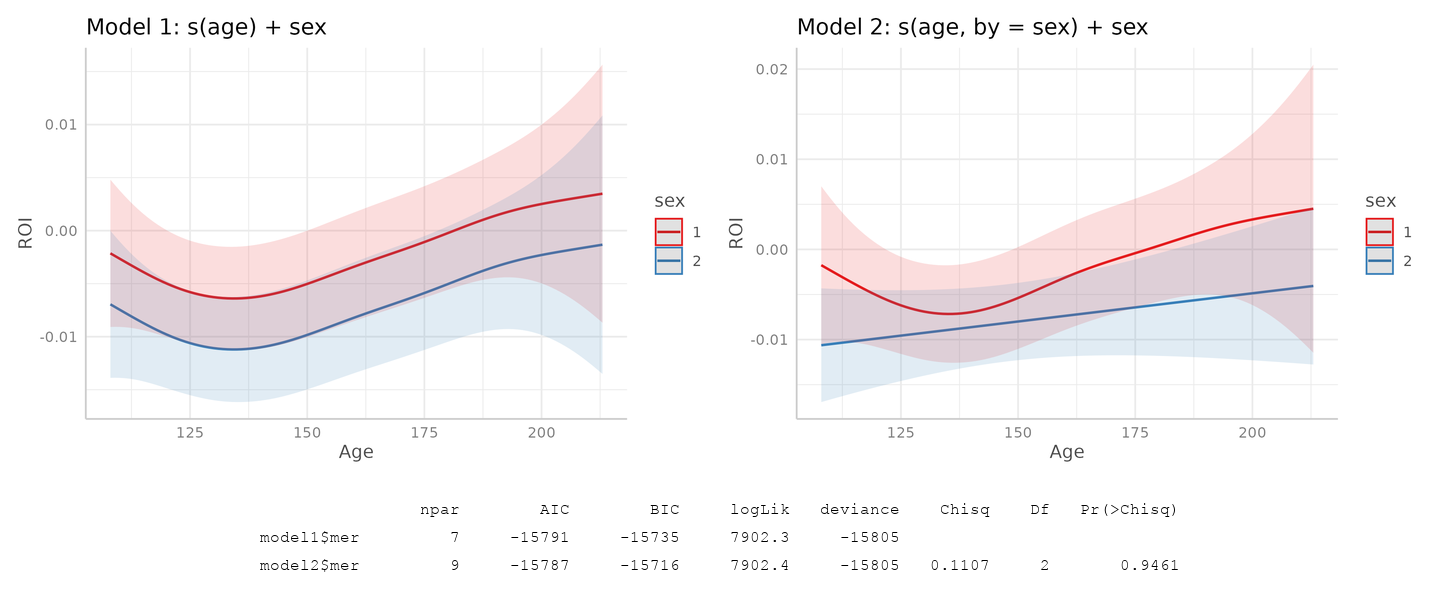 Model 1: s(age) + sex
0.01
0.00
-0.01
ROI
125 150 175 200
Age
sex
1
2
Model 2: s(age, by = sex) + sex
0.02
0.01
0.00
-0.01
ROI
125 150 175 200
Age
sex
1
2
npar AIC BIC logLik deviance Chisq Df Pr(>Chisq)
model1$mer 7 -15791 -15735 7902.3 -15805
model2$mer 9 -15787 -15716 7902.4 -15805 0.1107 2 0.9461